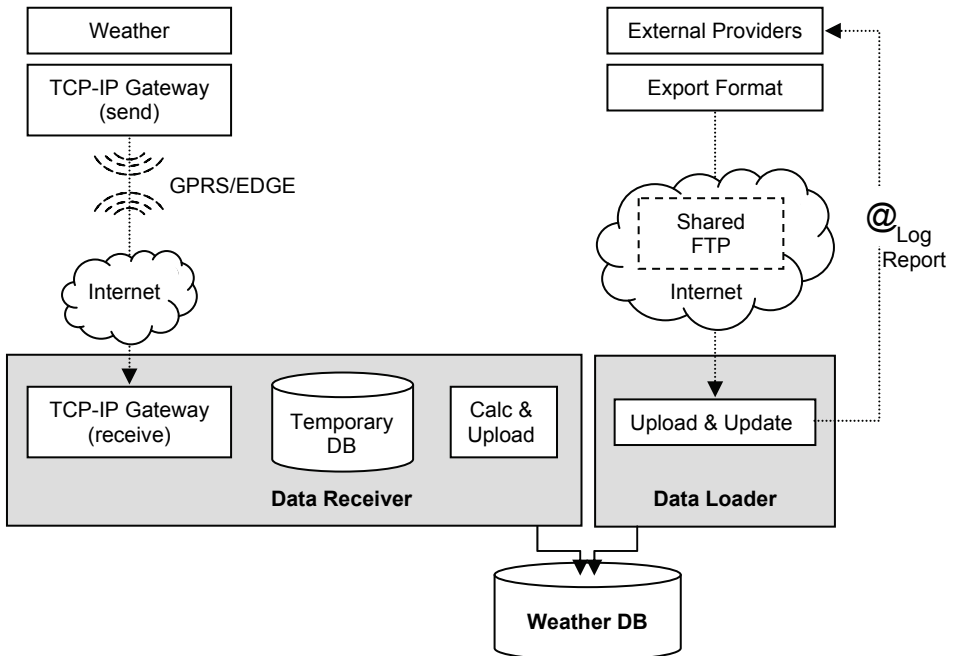 Weather
TCP-IP Gateway
(send)
GPRS/EDGE
Internet
TCP-IP Gateway
(receive)
Temporary
DB
Calc &
Upload
Data Receiver
External Providers
Export Format
Shared
FTP
Internet
@
Log
Report
Upload & Update
Data Loader
Weather DB